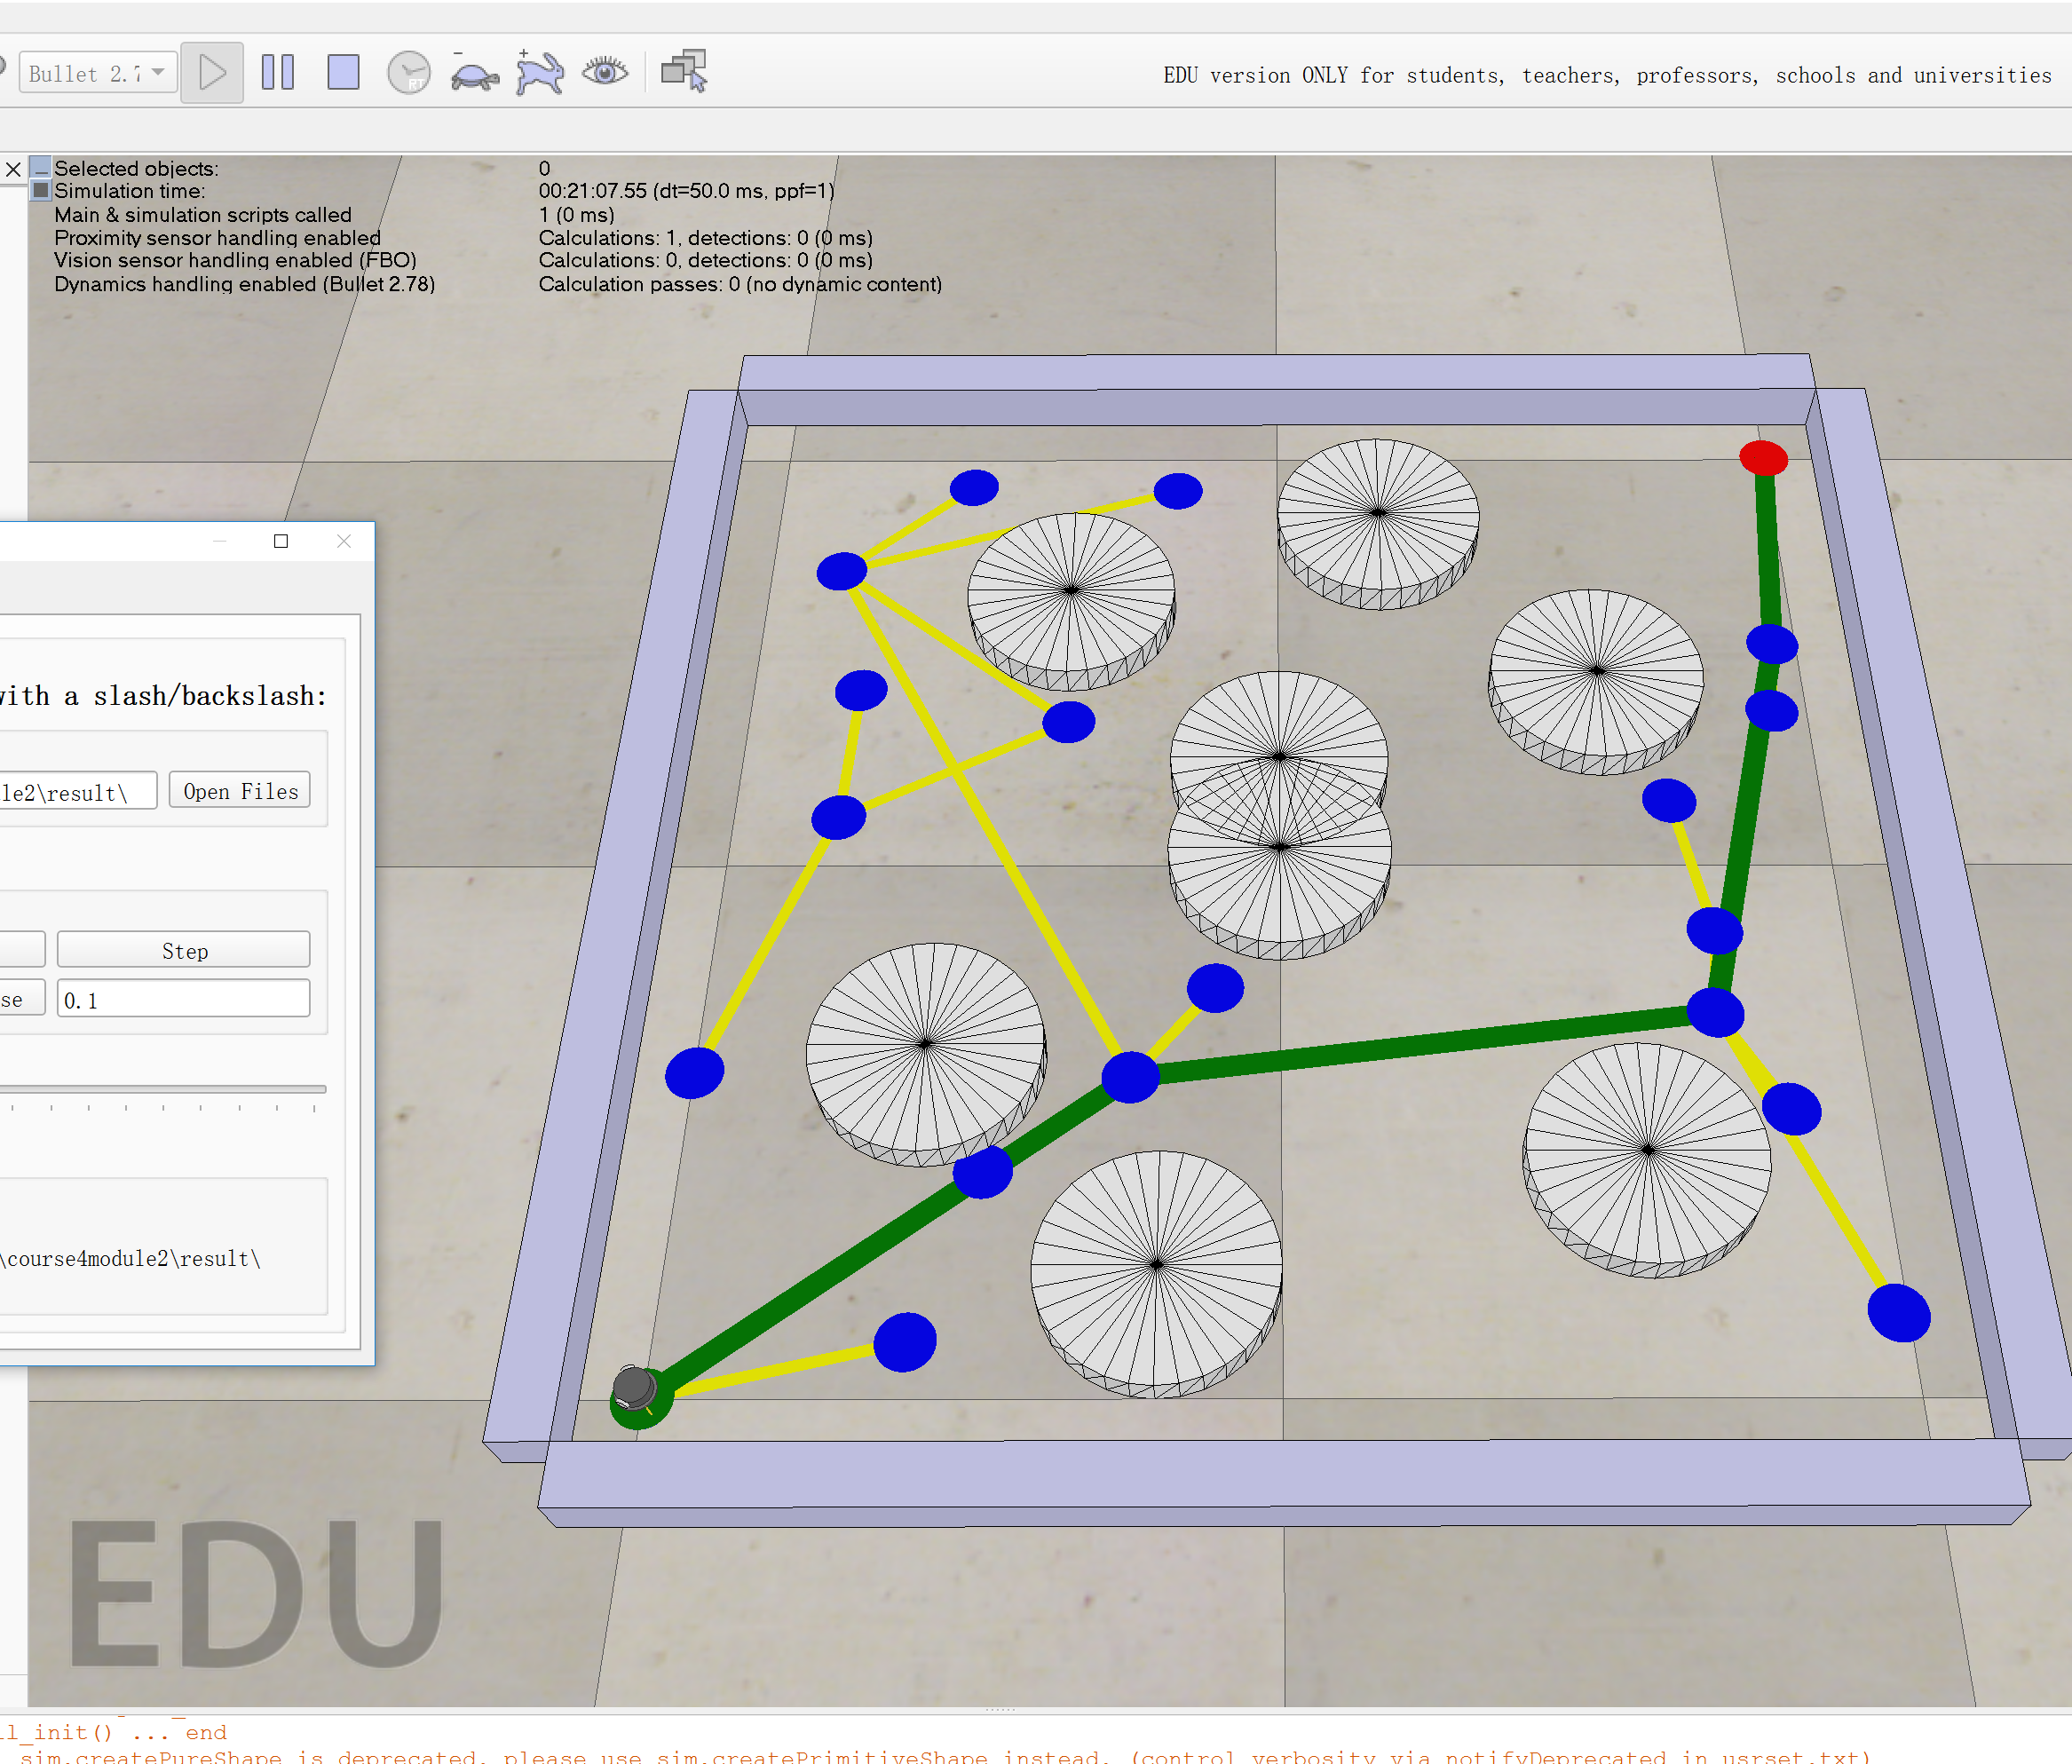 Bullet 2.7
RT
EDU version ONLY for students, teachers, professors, schools and universities
Selected objects: 0
Simulation time: 00:21:07.55 (dt=50.0 ms, ppf=1)
Main & simulation scripts called 1 (0 ms)
Proximity sensor handling enabled Calculations: 1, detections: 0 (0 ms)
Vision sensor handling enabled (FBO) Calculations: 0, detections: 0 (0 ms)
Dynamics handling enabled (Bullet 2.78) Calculation passes: 0 (no dynamic content)
with a slash/backslash:
le2\result\ Open Files
Step
se 0.1
\course4module2\result\
EDU
ll_init() ... end
sim.createPureShape is deprecated. please use sim.createPrimitiveShape instead. (control verbosity via notifyDeprecated in usrset.txt)